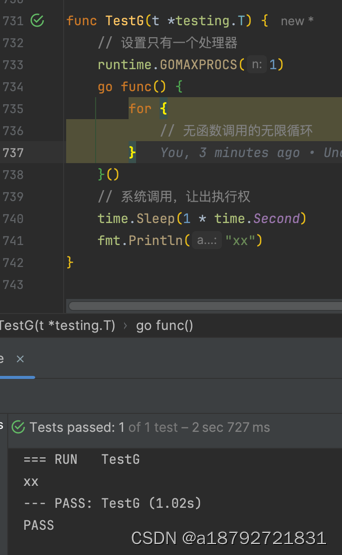 731 func TestG(t *testing.T) { new *
732 // 设置只有一个处理器
733 runtime.GOMAXPROCS( n: 1)
734 go func() {
735 for {
736 // 无函数调用的无限循环
737 } You, 3 minutes ago • Unc
738 }()
739 // 系统调用，让出执行权
740 time.Sleep(1 * time.Second)
741 fmt.Println( a...: "xx")
742 }
743
TestG(t *testing.T) › go func()
e ×
s Tests passed: 1 of 1 test – 2 sec 727 ms
=== RUN TestG
xx
--- PASS: TestG (1.02s)
PASS
CSDN @a18792721831